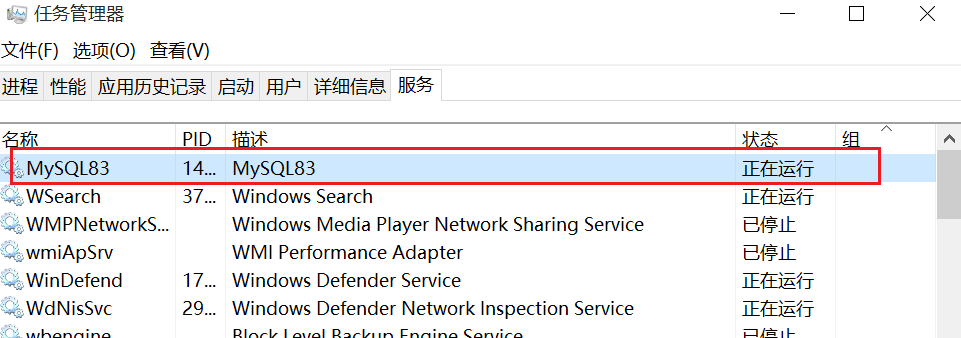 任务管理器
文件(F) 选项(O) 查看(V)
进程 性能 应用历史记录 启动 用户 详细信息 服务
名称 PID 描述 状态 组
MySQL83 14... MySQL83 正在运行
WSearch 37... Windows Search 正在运行
WMPNetworkS... Windows Media Player Network Sharing Service 已停止
wmiApSrv WMI Performance Adapter 已停止
WinDefend 17... Windows Defender Service 正在运行
WdNisSvc 29... Windows Defender Network Inspection Service 正在运行
wbengine Block Level Backup Engine Service 已停止